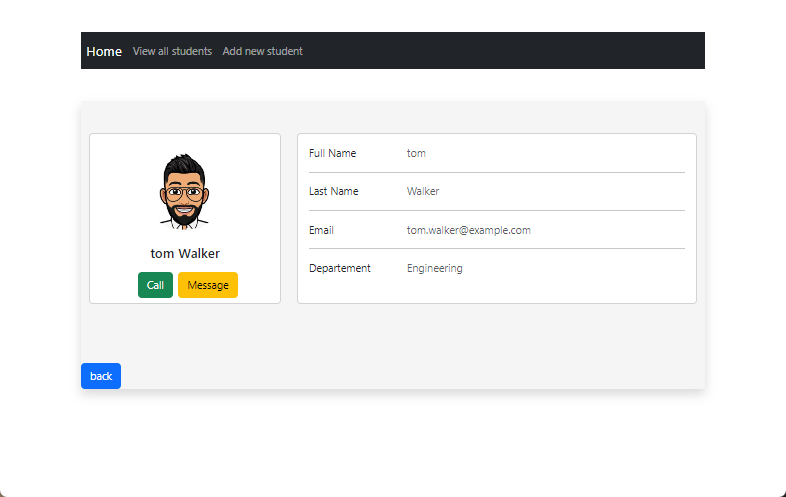 Home View all students Add new student
tom Walker
Call Message
Full Name tom
Last Name Walker
Email tom.walker@example.com
Departement Engineering
back